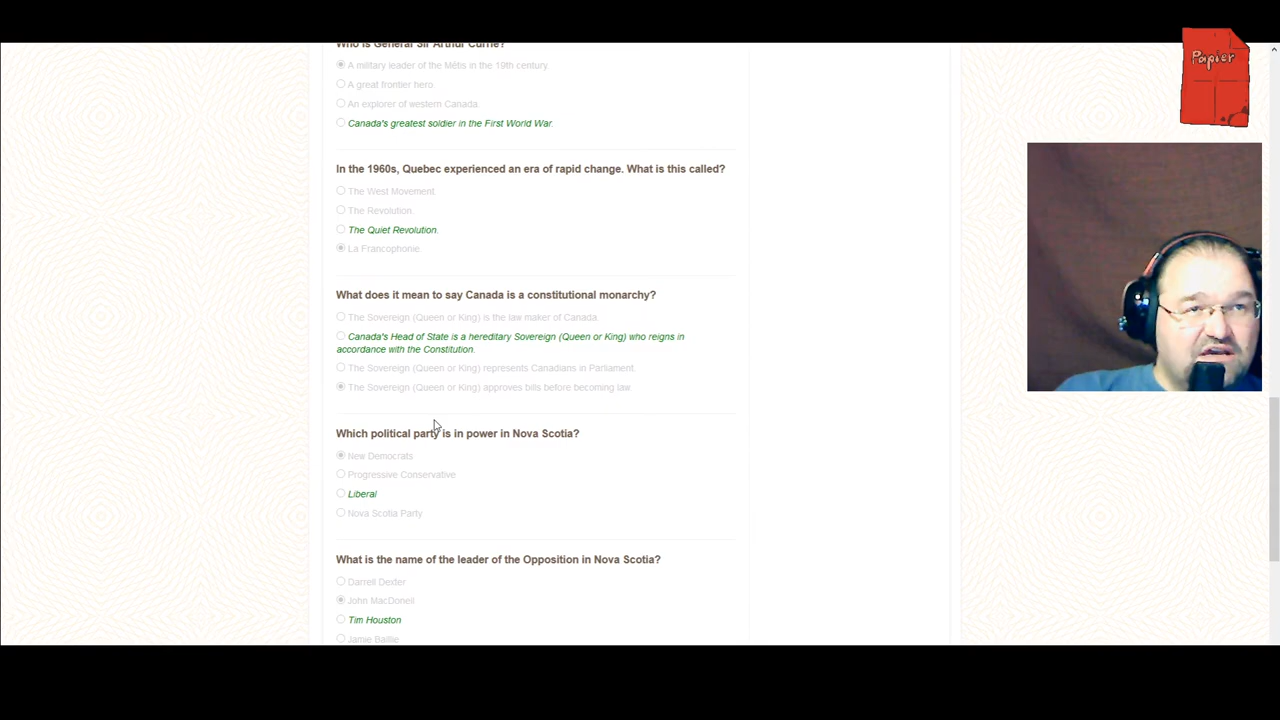 Who is General Sir Arthur Currie?
A military leader of the Métis in the 19th century.
A great frontier hero.
An explorer of western Canada.
Canada's greatest soldier in the First World War.
In the 1960s, Quebec experienced an era of rapid change. What is this called?
The West Movement.
The Revolution.
The Quiet Revolution.
La Francophonie.
What does it mean to say Canada is a constitutional monarchy?
The Sovereign (Queen or King) is the law maker of Canada.
Canada's Head of State is a hereditary Sovereign (Queen or King) who reigns in
accordance with the Constitution.
The Sovereign (Queen or King) represents Canadians in Parliament.
The Sovereign (Queen or King) approves bills before becoming law.
Which political party is in power in Nova Scotia?
New Democrats
Progressive Conservative
Liberal
Nova Scotia Party
What is the name of the leader of the Opposition in Nova Scotia?
Darrell Dexter
John MacDonell
Tim Houston
Jamie Baillie
Papier